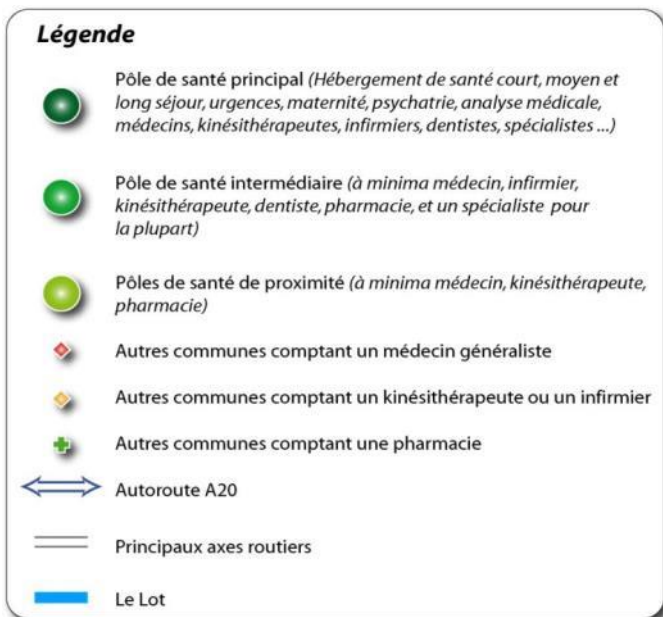 Légende
Pôle de santé principal (Hébergement de santé court, moyen et
long séjour, urgences, maternité, psychatrie, analyse médicale,
médecins, kinésithérapeutes, infirmiers, dentistes, spécialistes ...)
Pôle de santé intermédiaire (à minima médecin, infirmier,
kinésithérapeute, dentiste, pharmacie, et un spécialiste pour
la plupart)
Pôles de santé de proximité (à minima médecin, kinésithérapeute,
pharmacie)
Autres communes comptant un médecin généraliste
Autres communes comptant un kinésithérapeute ou un infirmier
Autres communes comptant une pharmacie
Autoroute A20
Principaux axes routiers
Le Lot